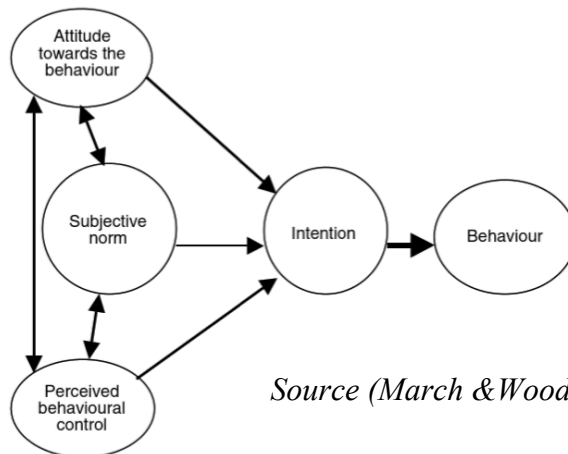 Attitude
towards the
behaviour
Subjective
norm
Intention
Behaviour
Perceived
behavioural
control
Source (March &Wood